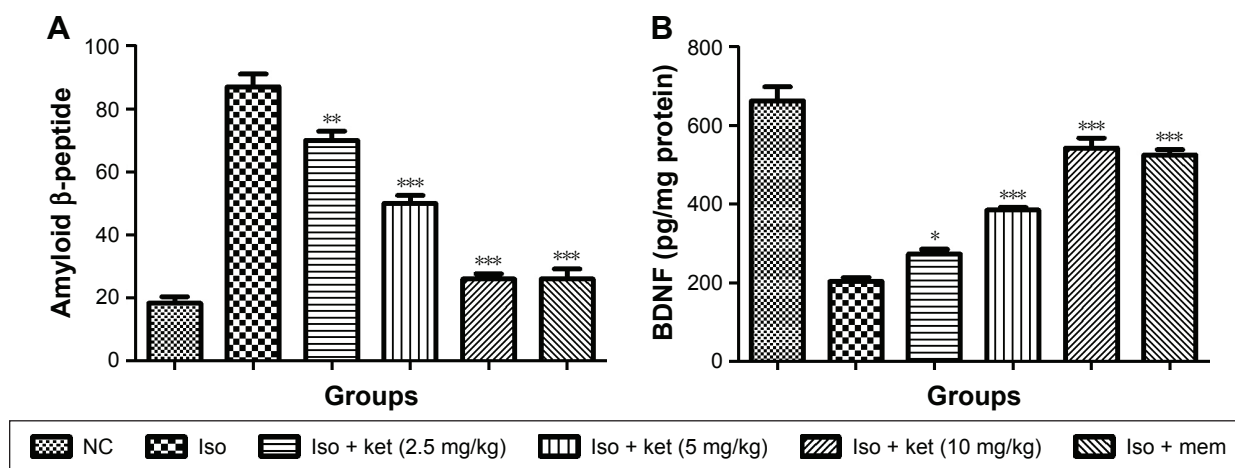 A
Amyloid β-peptide
100
80
60
40
20
0
**
***
***
***
Groups
B
BDNF (pg/mg protein)
800
600
400
200
0
*
***
***
***
Groups
NC Iso Iso + ket (2.5 mg/kg) Iso + ket (5 mg/kg) Iso + ket (10 mg/kg) Iso + mem